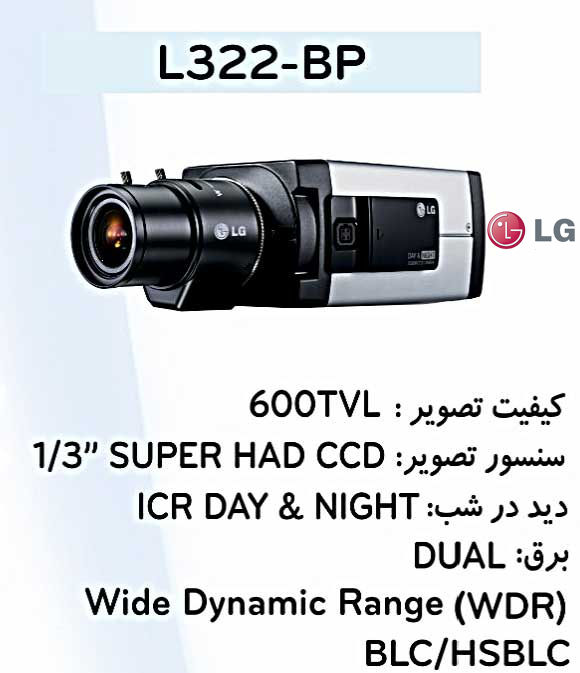 L322-BP
LG
LG
LG
DAY & NIGHT
کیفیت تصویر : 600TVL
سنسور تصویر: 1/3" SUPER HAD CCD
دید در شب: ICR DAY & NIGHT
برق: DUAL
Wide Dynamic Range (WDR)
BLC/HSBLC